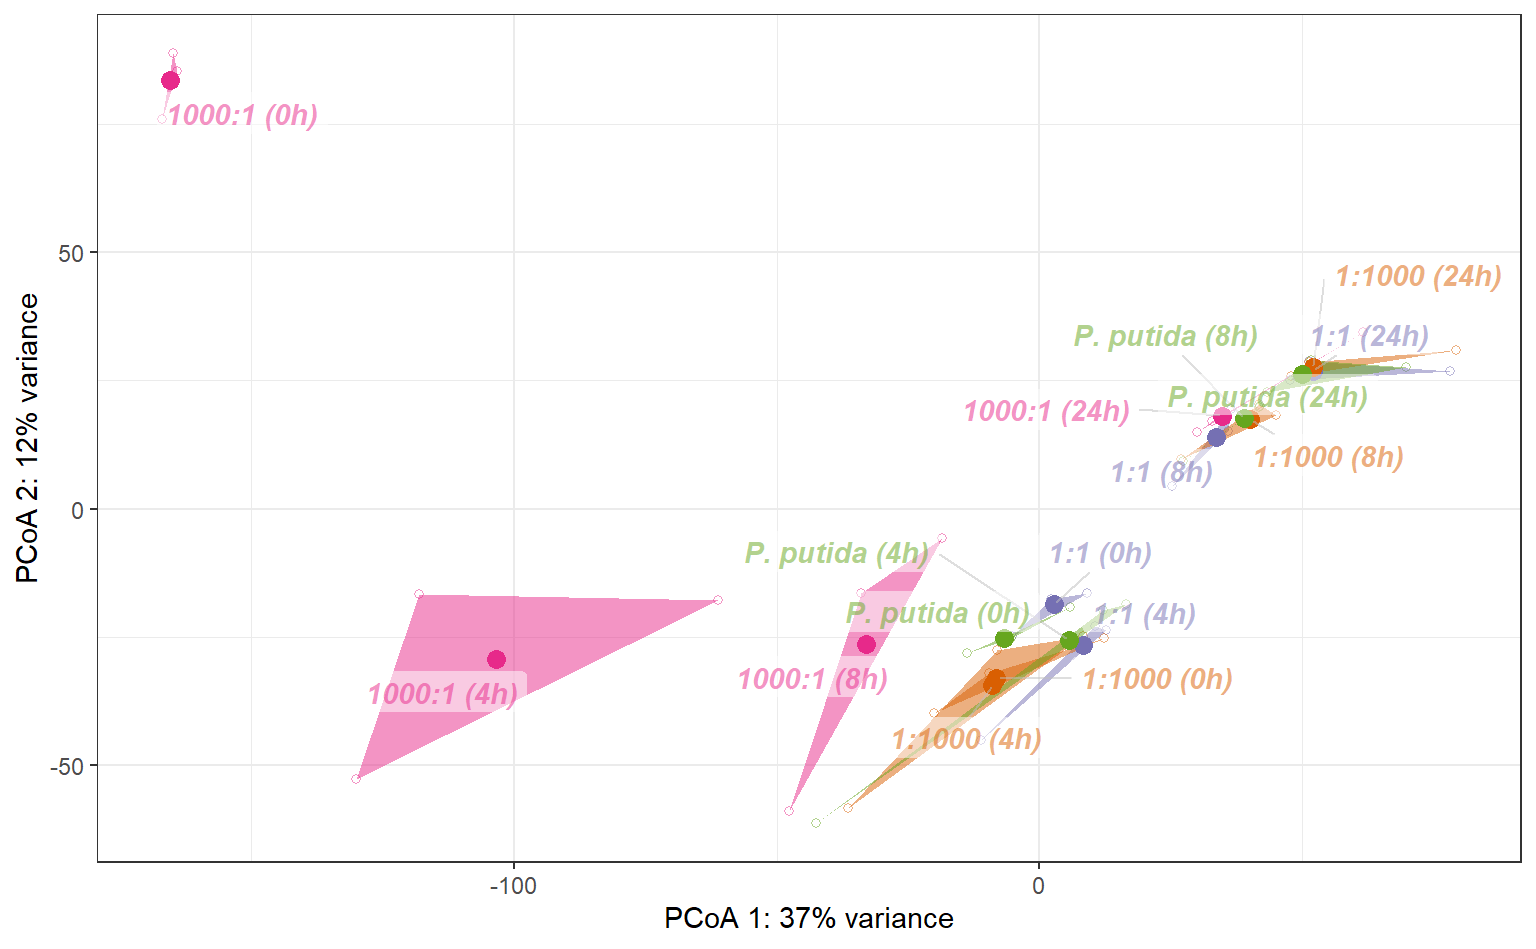 1000:1 (0h)
50
1:1000 (24h)
P. putida (8h)
1:1 (24h)
P. putida (24h)
1000:1 (24h)
1:1000 (8h)
1:1 (8h)
0
P. putida (4h)
1:1 (0h)
P. putida (0h)
1:1 (4h)
1000:1 (4h)
1000:1 (8h)
1:1000 (0h)
1:1000 (4h)
-50
-100
0
PCoA 1: 37% variance
PCoA 2: 12% variance